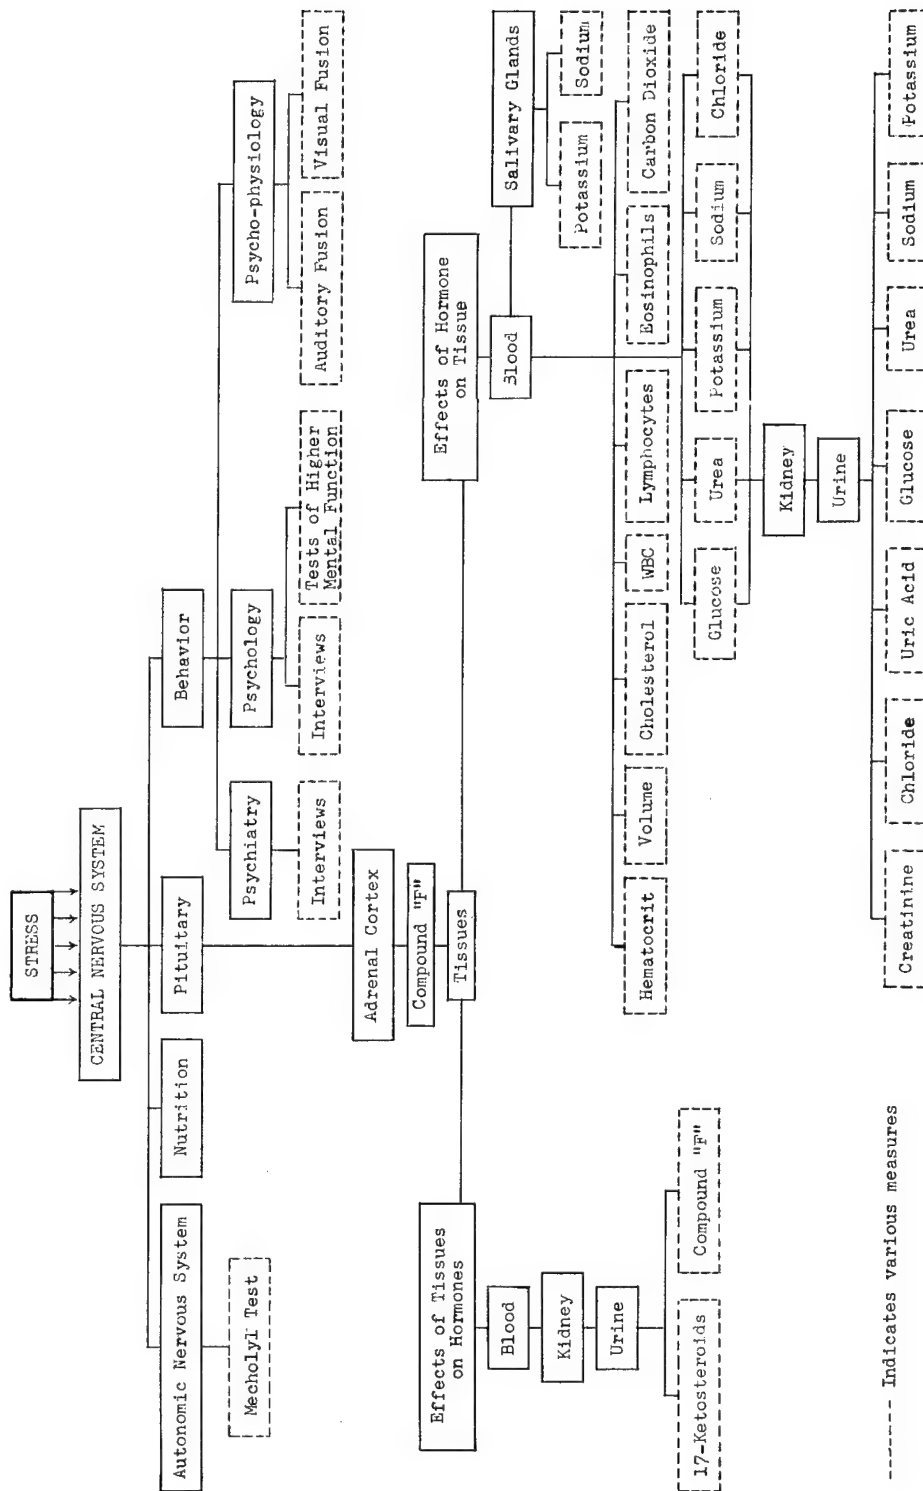 STRESS
CENTRAL NERVOUS SYSTEM
Autonomic Nervous System
Nutrition
Pituitary
Behavior
Mecholyl Test
Psychiatry
Psychology
Psycho-physiology
Interviews
Interviews
Tests of Higher
Mental Function
Auditory Fusion
Visual Fusion
Adrenal Cortex
Compound "F"
Tissues
Effects of Tissues
on Hormones
Effects of Hormone
on Tissue
Blood
Kidney
Urine
17-Ketosteroids
Compound "F"
Blood
Salivary Glands
Potassium
Sodium
Hematocrit
Volume
Cholesterol
WBC
Lymphocytes
Eosinophils
Carbon Dioxide
Glucose
Urea
Potassium
Sodium
Chloride
Kidney
Urine
Creatinine
Chloride
Uric Acid
Glucose
Urea
Sodium
Potassium
------ Indicates various measures